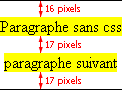 16 pixels
Paragraphe sans css
17 pixels
paragraphe suivant
17 pixels